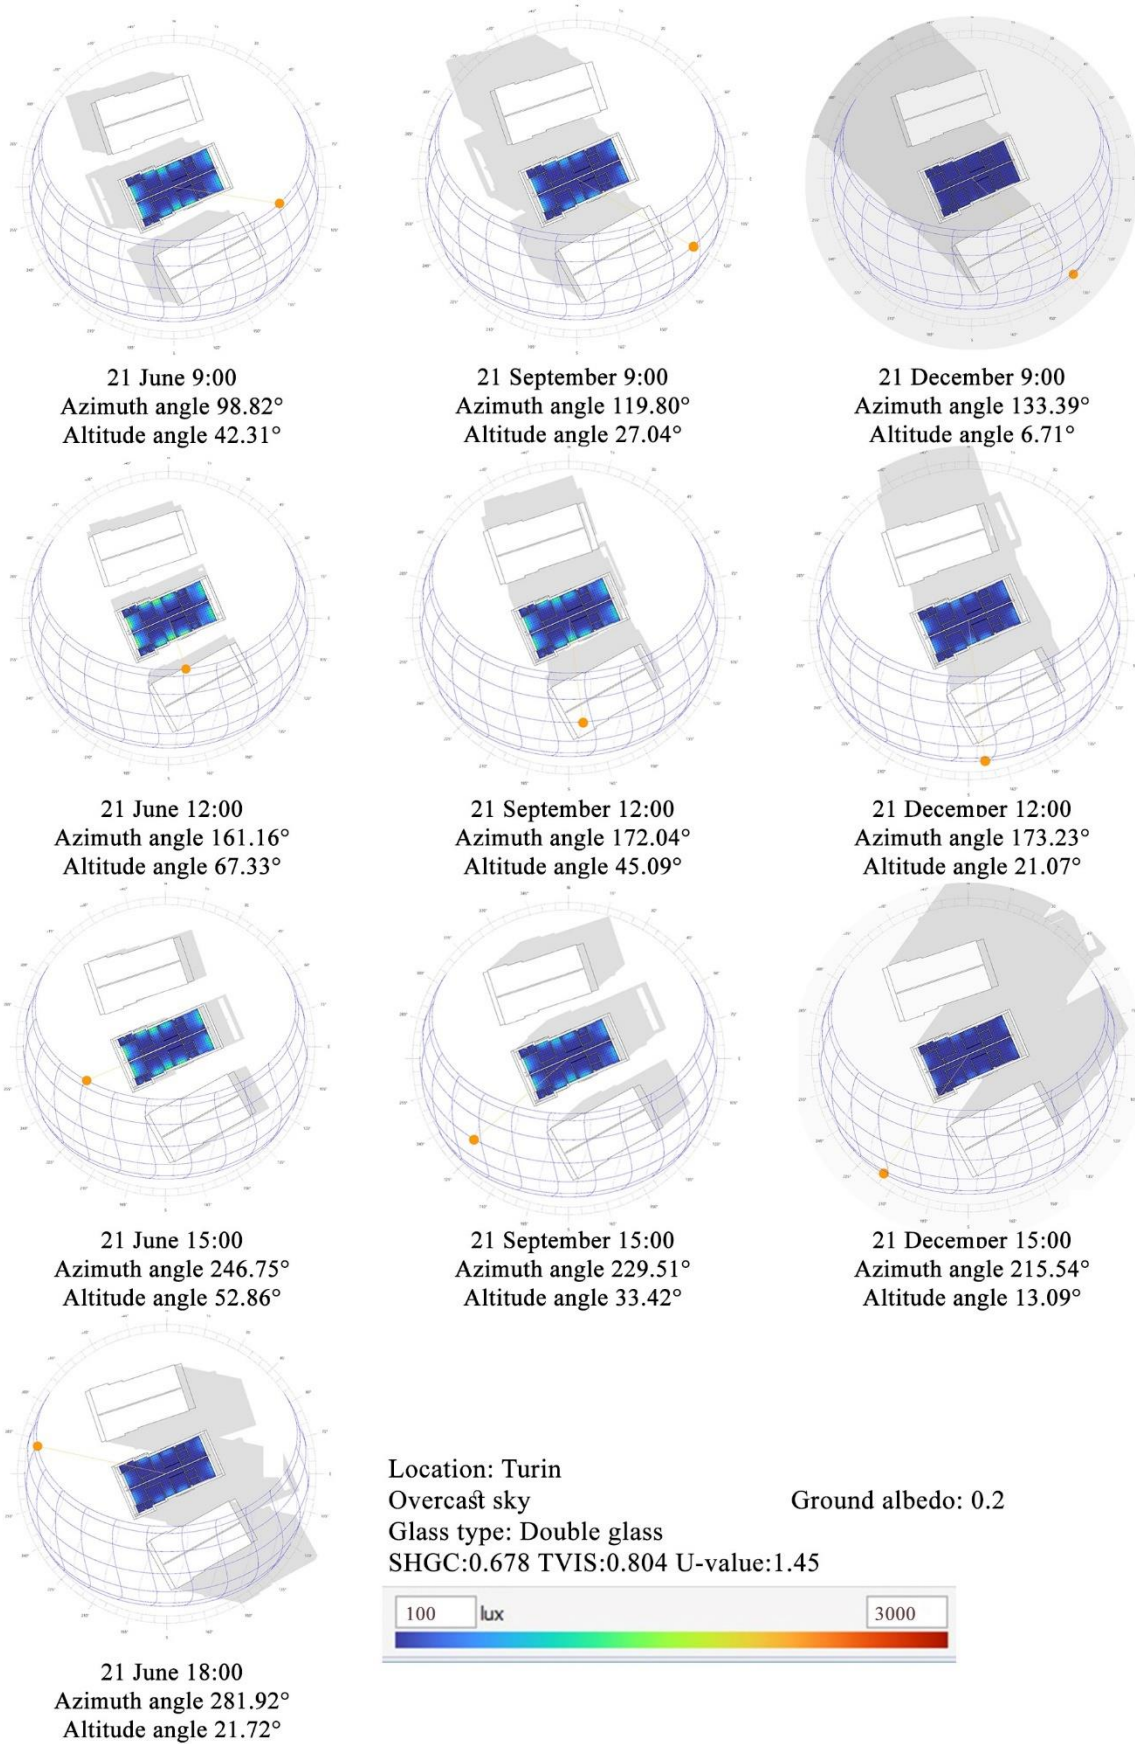 21 June 9:00
Azimuth angle 98.82°
Altitude angle 42.31°
21 September 9:00
Azimuth angle 119.80°
Altitude angle 27.04°
21 December 9:00
Azimuth angle 133.39°
Altitude angle 6.71°
21 June 12:00
Azimuth angle 161.16°
Altitude angle 67.33°
21 September 12:00
Azimuth angle 172.04°
Altitude angle 45.09°
21 December 12:00
Azimuth angle 173.23°
Altitude angle 21.07°
21 June 15:00
Azimuth angle 246.75°
Altitude angle 52.86°
21 September 15:00
Azimuth angle 229.51°
Altitude angle 33.42°
21 December 15:00
Azimuth angle 215.54°
Altitude angle 13.09°
21 June 18:00
Azimuth angle 281.92°
Altitude angle 21.72°
Location: Turin
Overcast sky Ground albedo: 0.2
Glass type: Double glass
SHGC:0.678 TVIS:0.804 U-value:1.45
100 lux 3000